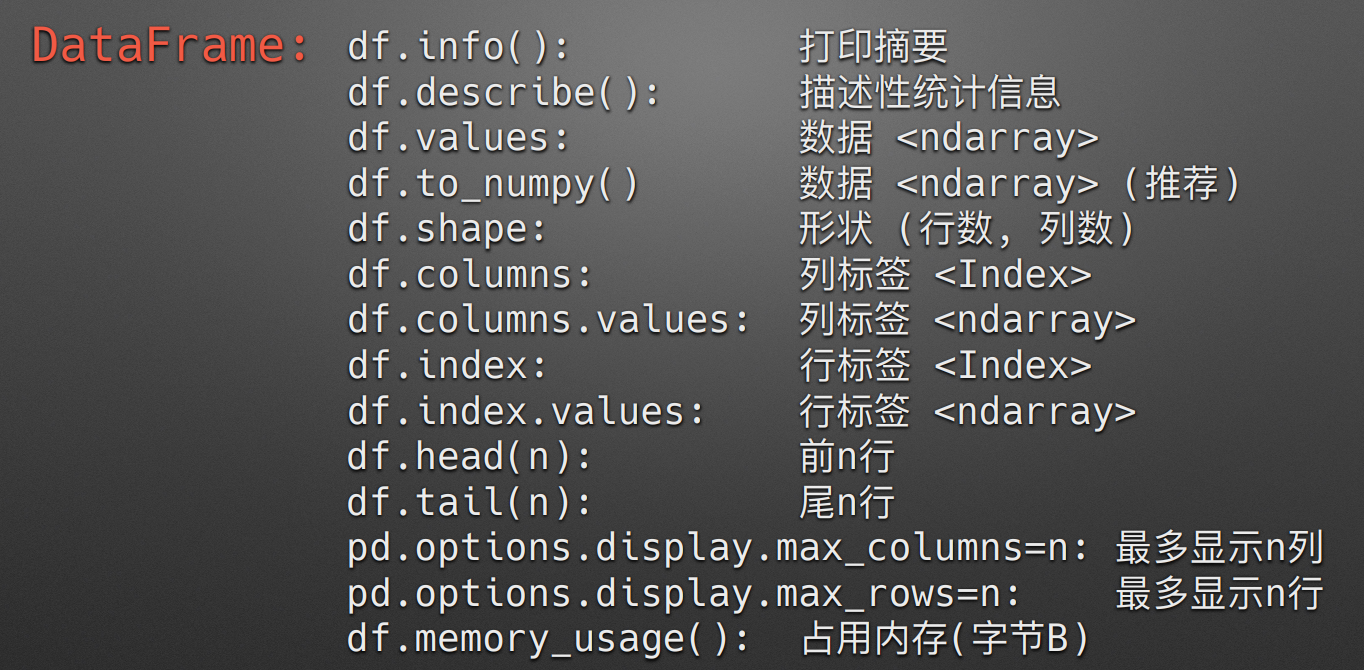 DataFrame: df.info(): 打印摘要
df.describe(): 描述性统计信息
df.values: 数据 <ndarray>
df.to_numpy() 数据 <ndarray> (推荐)
df.shape: 形状 (行数, 列数)
df.columns: 列标签 <Index>
df.columns.values: 列标签 <ndarray>
df.index: 行标签 <Index>
df.index.values: 行标签 <ndarray>
df.head(n): 前n行
df.tail(n): 尾n行
pd.options.display.max_columns=n: 最多显示n列
pd.options.display.max_rows=n: 最多显示n行
df.memory_usage(): 占用内存(字节B)